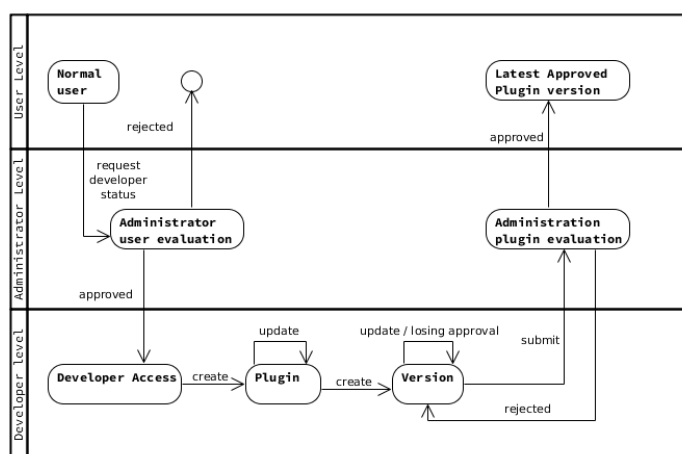 User Level
Normal
user
Latest Approved
Plugin version
rejected
approved
Administrator Level
request
developer
status
Administrator
user evaluation
Administration
plugin evaluation
approved
Developer Level
update
update / losing approval
submit
Developer Access
create
Plugin
create
Version
rejected